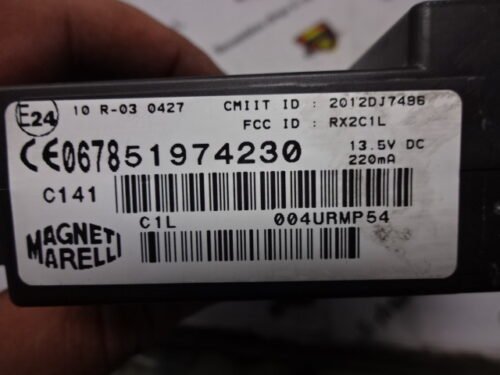 E24 10 R-03 0427 CMIIT ID : 2012DJ7496
FCC ID : RX2C1L
CE0678 51974230 13.5V DC
220mA
C141
C1L 004URMP54
MAGNETI
MARELLI